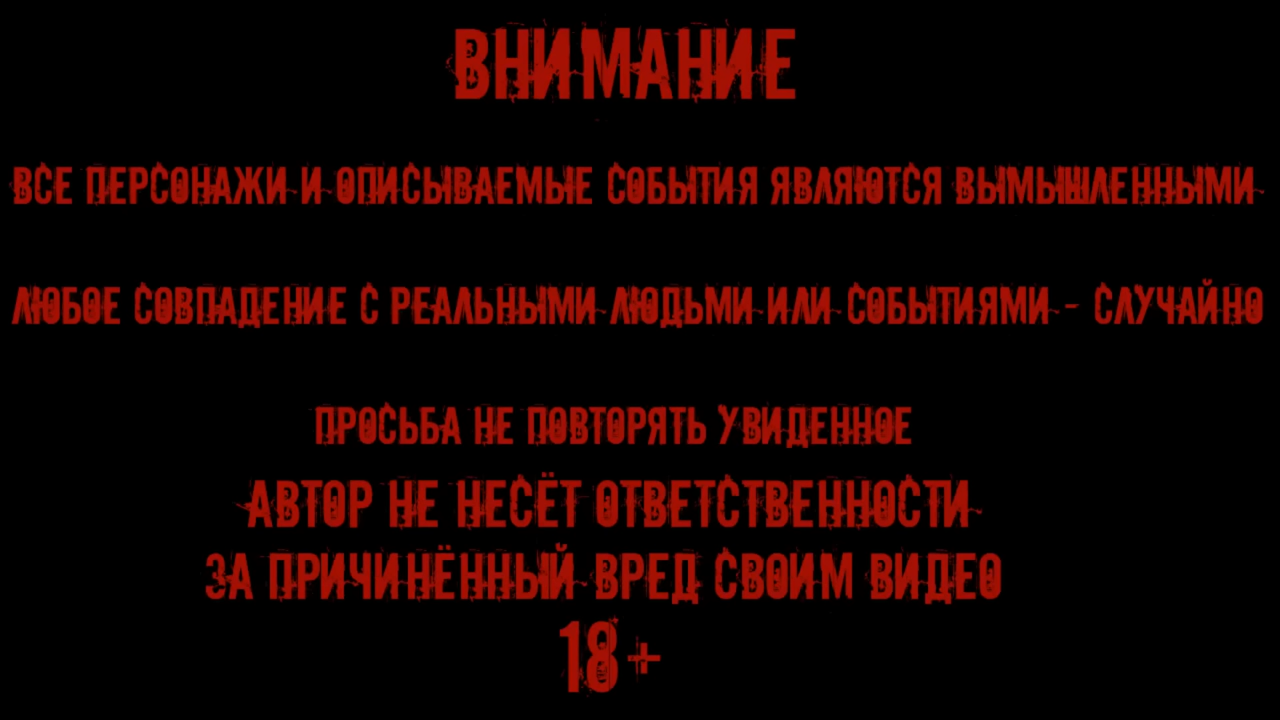 ВНИМАНИЕ
ВСЕ ПЕРСОНАЖИ И ОПИСЫВАЕМЫЕ СОБЫТИЯ ЯВЛЯЮТСЯ ВЫМЫШЛЕННЫМИ
ЛЮБОЕ СОВПАДЕНИЕ С РЕАЛЬНЫМИ ЛЮДЬМИ ИЛИ СОБЫТИЯМИ - СЛУЧАЙНО
ПРОСЬБА НЕ ПОВТОРЯТЬ УВИДЕННОЕ
АВТОР НЕ НЕСЁТ ОТВЕТСТВЕННОСТИ
ЗА ПРИЧИНЁННЫЙ ВРЕД СВОИМ ВИДЕО
18+